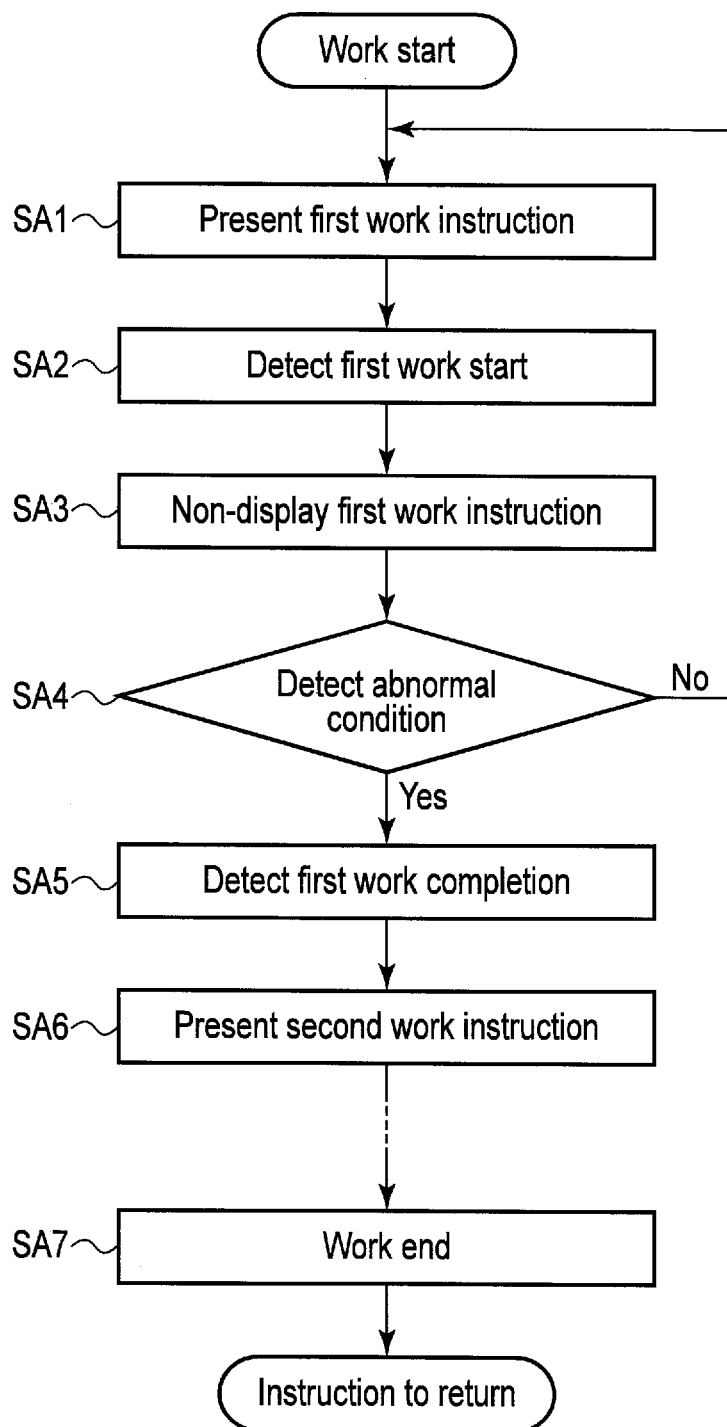 Work start
SA1
Present first work instruction
SA2
Detect first work start
SA3
Non-display first work instruction
SA4
Detect abnormal
condition
No
Yes
SA5
Detect first work completion
SA6
Present second work instruction
SA7
Work end
Instruction to return